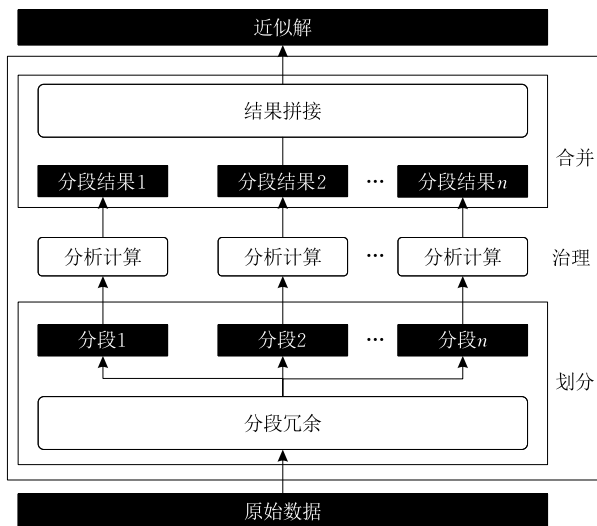 近似解
结果拼接
合并
分段结果1 分段结果2 … 分段结果n
分析计算 分析计算 … 分析计算 治理
分段1 分段2 … 分段n
划分
分段冗余
原始数据